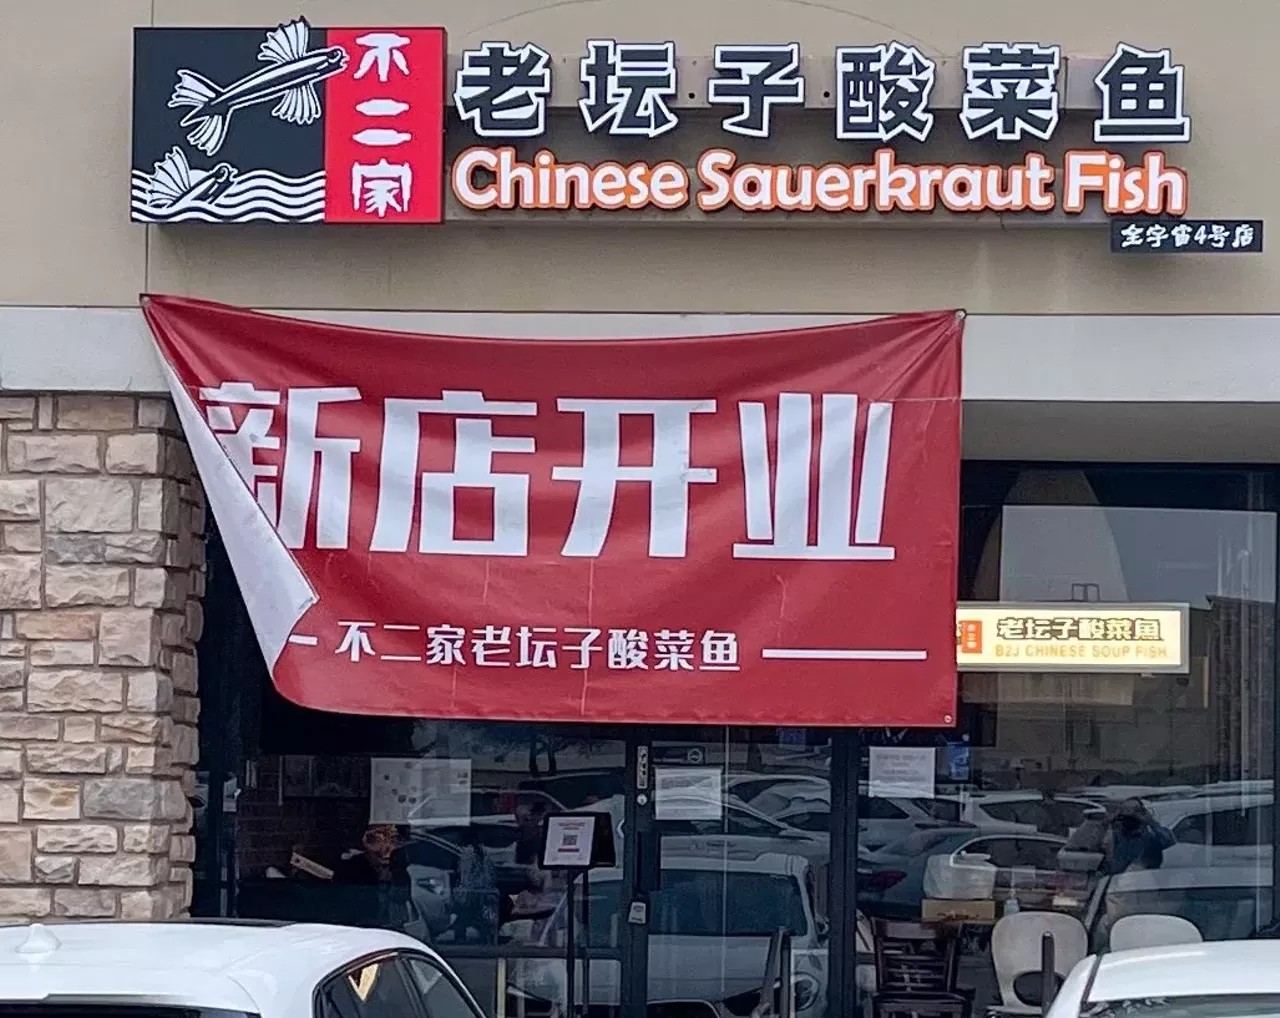 不二家
老坛子酸菜鱼
Chinese Sauerkraut Fish
全宇宙4号店
新店开业
不二家老坛子酸菜鱼
老坛子酸菜鱼
B2J CHINESE SOUP FISH